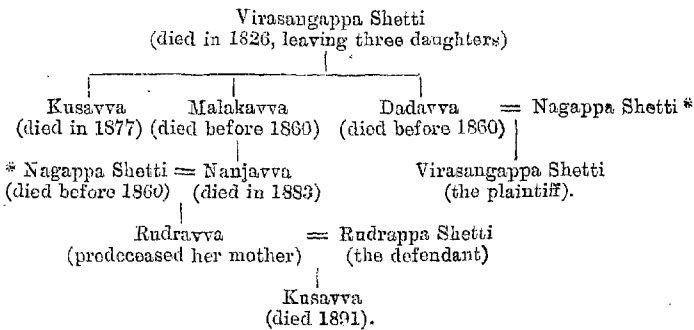 Virasangappa Shetti
(died in 1826, leaving three daughters)
Kusavva Malakavva Dadavva = Nagappa Shetti *
(died in 1877) (died before 1860) (died before 1860)
* Nagappa Shetti = Nanjavva Virasangappa Shetti
(died before 1860) (died in 1883) (the plaintiff).
Rudravva = Rudrappa Shetti
(predeceased her mother) (the defendant)
Kusavva
(died 1891).